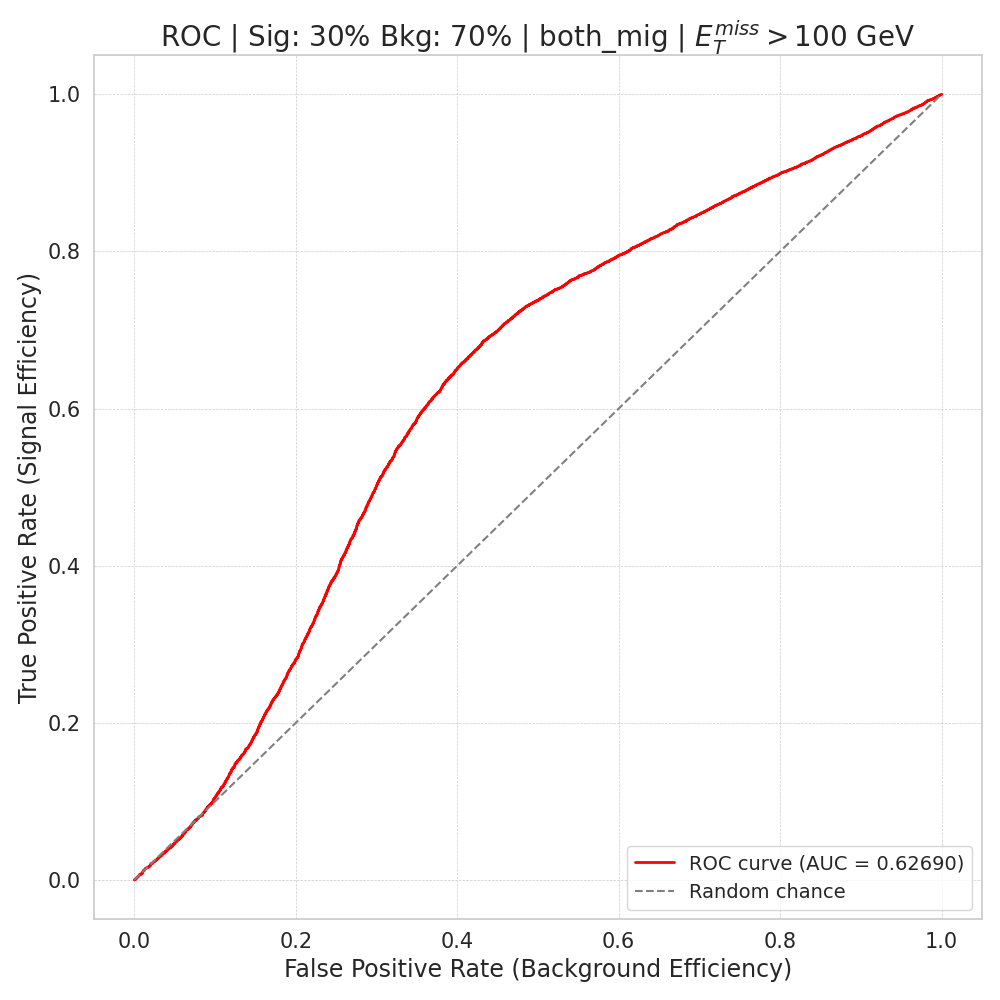 ROC | Sig: 30% Bkg: 70% | both_mig | $E_T^{miss} > 100$ GeV
1.0
0.8
0.6
0.4
0.2
0.0
True Positive Rate (Signal Efficiency)
ROC curve (AUC = 0.62690)
Random chance
0.0 0.2 0.4 0.6 0.8 1.0
False Positive Rate (Background Efficiency)